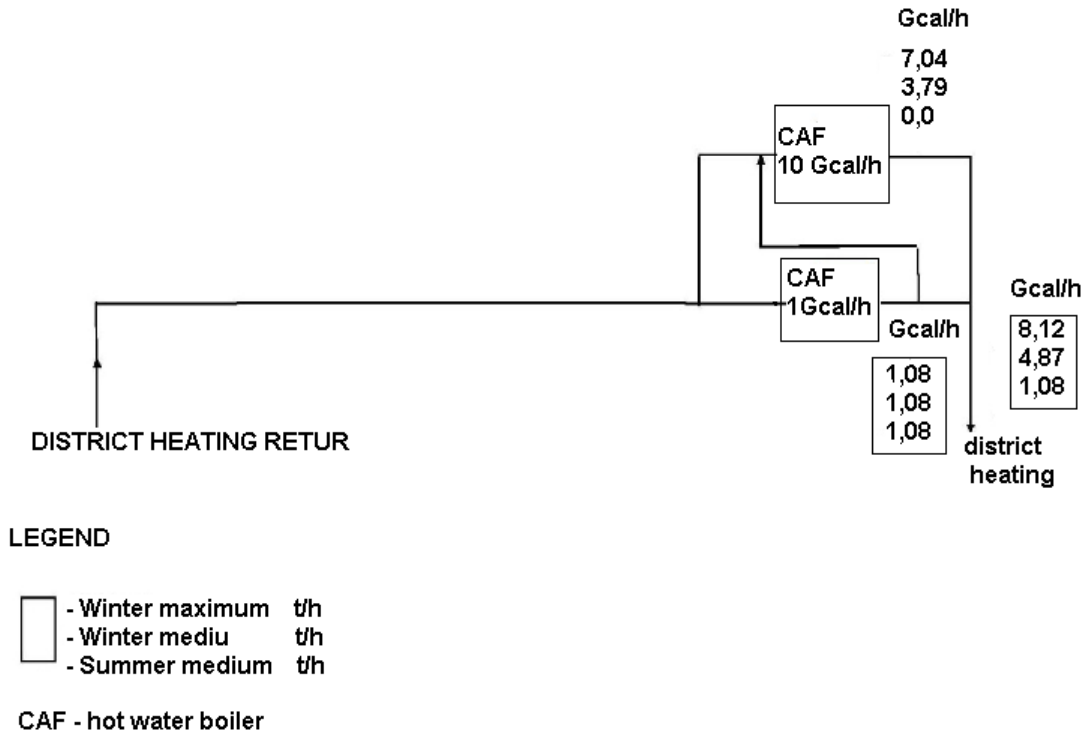 Gcal/h
7,04
3,79
0,0
CAF
10 Gcal/h
CAF
1Gcal/h
Gcal/h
1,08
1,08
1,08
Gcal/h
8,12
4,87
1,08
DISTRICT HEATING RETUR
district
heating
LEGEND
- Winter maximum t/h
- Winter mediu t/h
- Summer medium t/h
CAF - hot water boiler